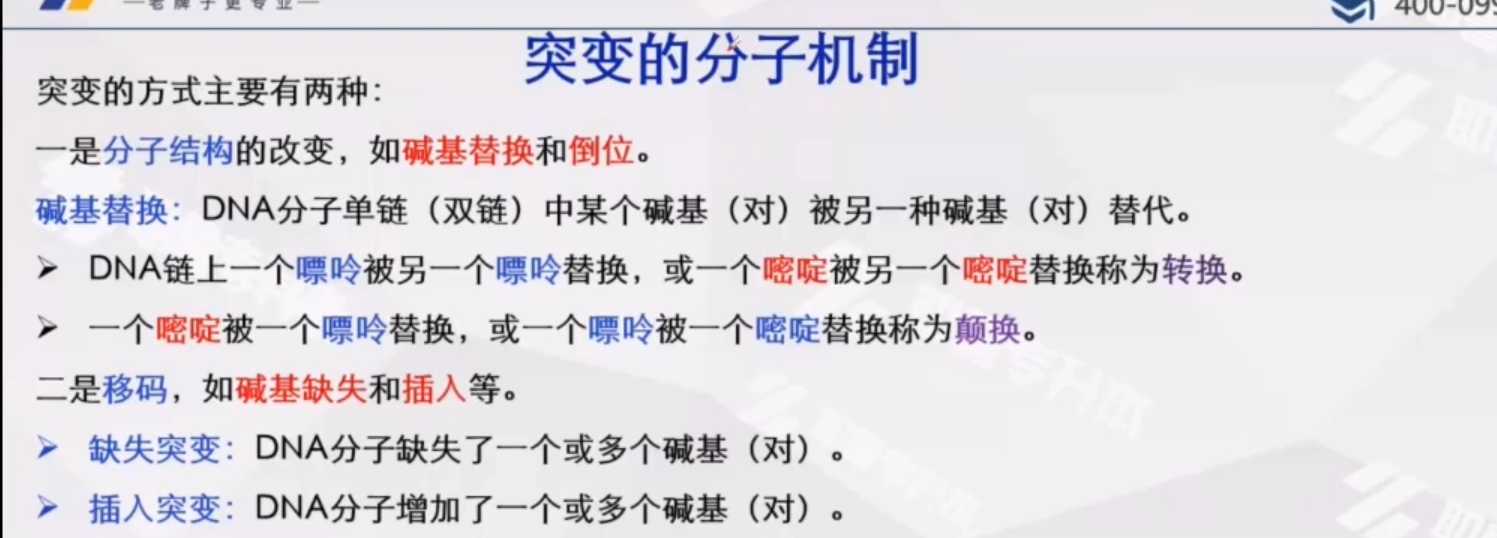 —老牌子更专业—
400-099
突变的分子机制
突变的方式主要有两种：
一是分子结构的改变，如碱基替换和倒位。
碱基替换：DNA分子单链（双链）中某个碱基（对）被另一种碱基（对）替代。
➢ DNA链上一个嘌呤被另一个嘌呤替换，或一个嘧啶被另一个嘧啶替换称为转换。
➢ 一个嘧啶被一个嘌呤替换，或一个嘌呤被一个嘧啶替换称为颠换。
二是移码，如碱基缺失和插入等。
➢ 缺失突变：DNA分子缺失了一个或多个碱基（对）。
➢ 插入突变：DNA分子增加了一个或多个碱基（对）。